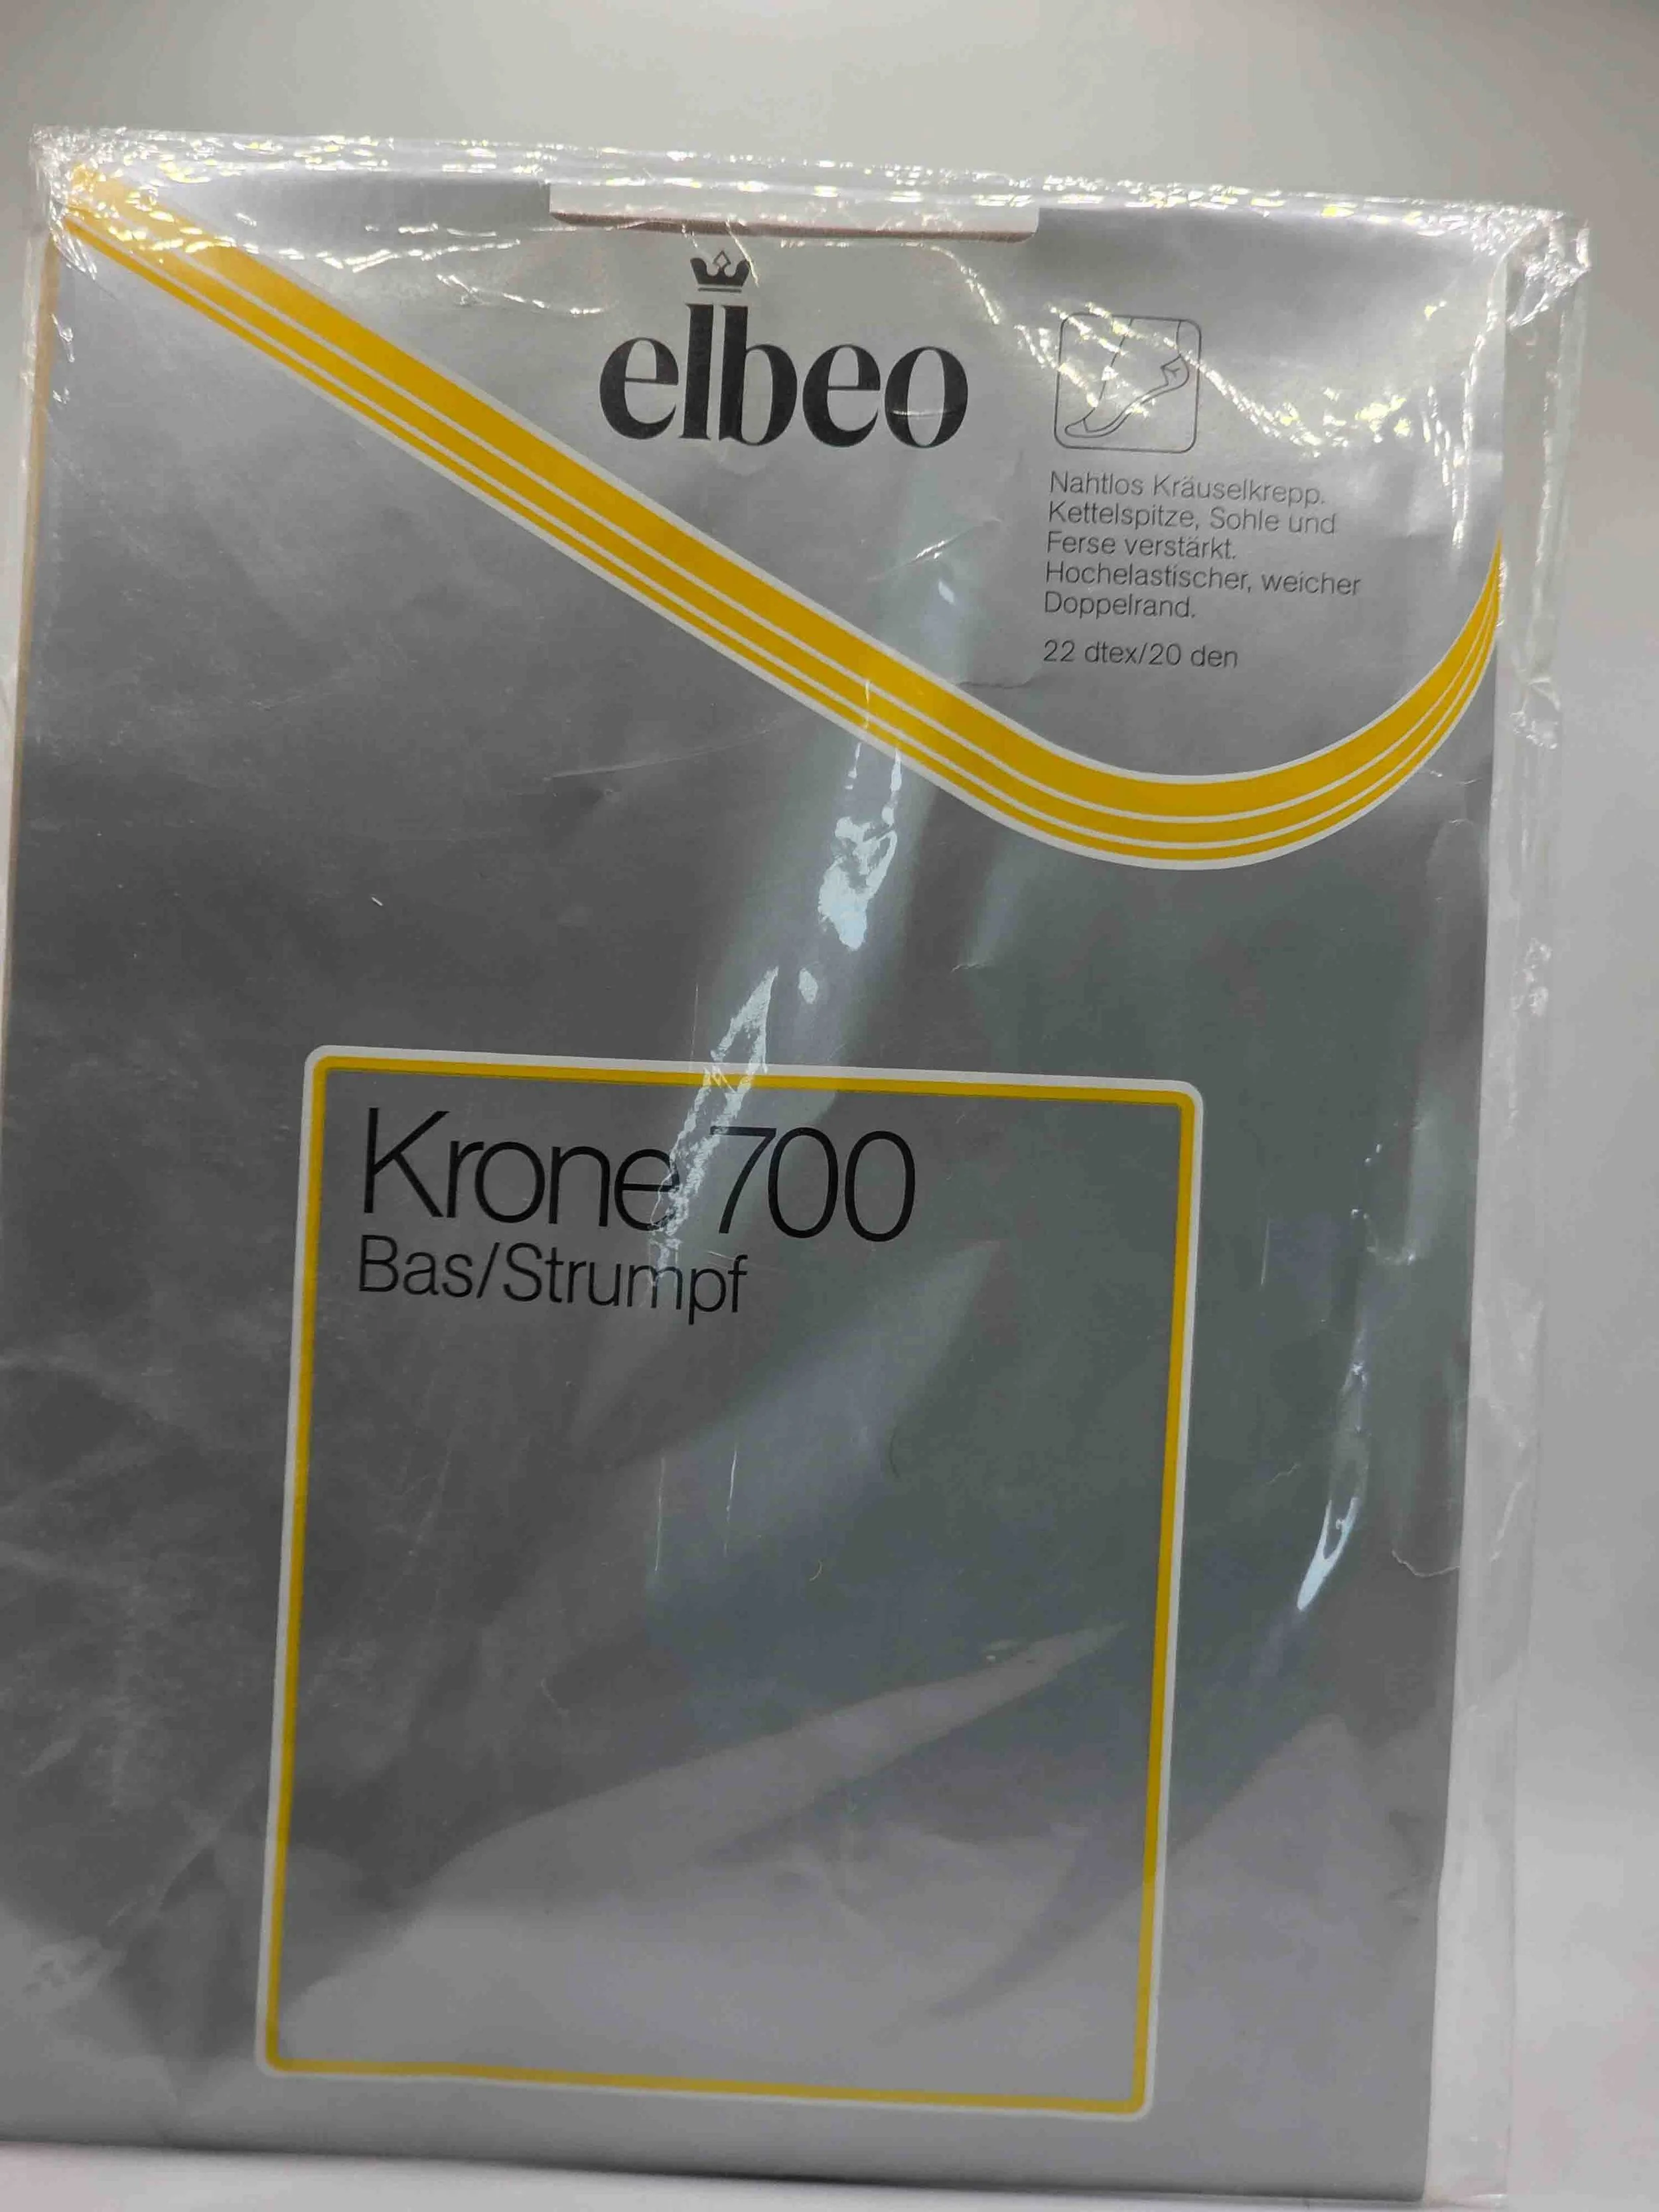 elbeo
Nahtlos Kräuselkrepp.
Kettelspitze, Sohle und
Ferse verstärkt.
Hochelastischer, weicher
Doppelrand.
22 dtex/20 den
Krone 700
Bas/Strumpf